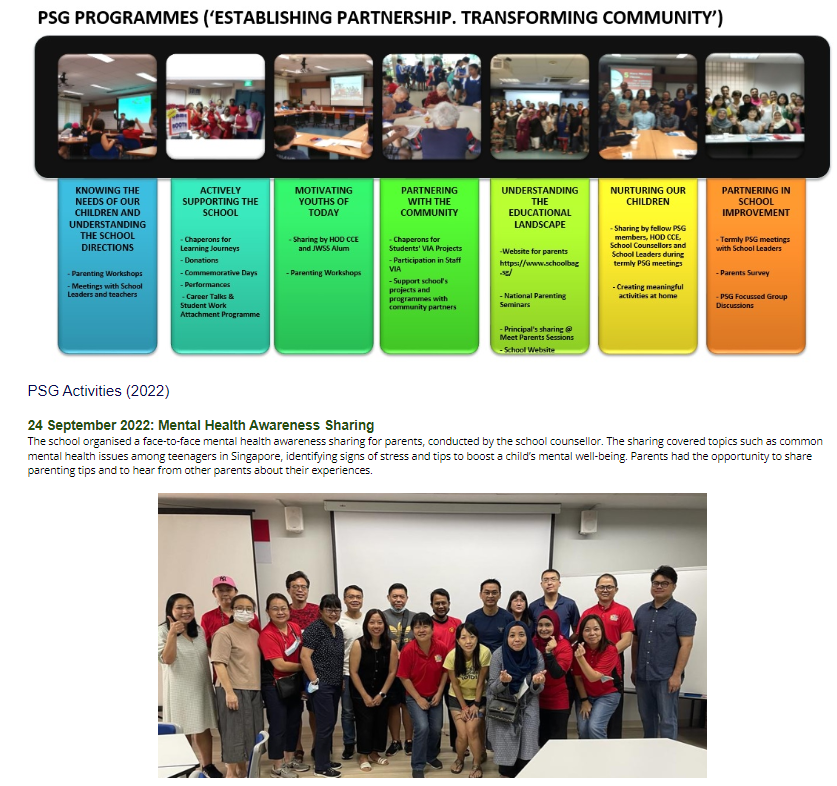 PSG PROGRAMMES ('ESTABLISHING PARTNERSHIP. TRANSFORMING COMMUNITY')
KNOWING THE
NEEDS OF OUR
CHILDREN AND
UNDERSTANDING
THE SCHOOL
DIRECTIONS
- Parenting Workshops
- Meetings with School
Leaders and teachers
ACTIVELY
SUPPORTING THE
SCHOOL
- Chaperons for
Learning Journeys
- Donations
- Commemorative Days
- Performances
- Career Talks &
Student Work
Attachment Programme
MOTIVATING
YOUTHS OF
TODAY
- Sharing by HOD CCE
and JWSS Alum
- Parenting Workshops
PARTNERING
WITH THE
COMMUNITY
- Chaperons for
Students' VIA Projects
- Participation in Staff
VIA
- Support school's
projects and
programmes with
community partners
UNDERSTANDING
THE
EDUCATIONAL
LANDSCAPE
-Website for parents
https://www.schoolbag
.sg/
- National Parenting
Seminars
- Principal's sharing @
Meet Parents Sessions
- School Website
NURTURING OUR
CHILDREN
- Sharing by fellow PSG
members, HOD CCE,
School Counsellors and
School Leaders during
termly PSG meetings
- Creating meaningful
activities at home
PARTNERING IN
SCHOOL
IMPROVEMENT
- Termly PSG meetings
with School Leaders
- Parents Survey
- PSG Focussed Group
Discussions
PSG Activities (2022)
24 September 2022: Mental Health Awareness Sharing
The school organised a face-to-face mental health awareness sharing for parents, conducted by the school counsellor. The sharing covered topics such as common
mental health issues among teenagers in Singapore, identifying signs of stress and tips to boost a child's mental well-being. Parents had the opportunity to share
parenting tips and to hear from other parents about their experiences.